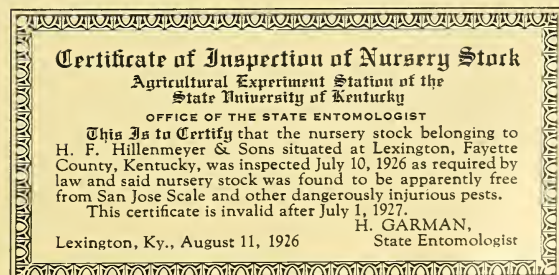 Certificate of Inspection of Nursery Stock
Agricultural Experiment Station of the
State University of Kentucky
OFFICE OF THE STATE ENTOMOLOGIST
This Is to Certify that the nursery stock belonging to
H. F. Hillenmeyer & Sons situated at Lexington, Fayette
County, Kentucky, was inspected July 10, 1926 as required by
law and said nursery stock was found to be apparently free
from San Jose Scale and other dangerously injurious pests.
This certificate is invalid after July 1, 1927.
H. GARMAN,
Lexington, Ky., August 11, 1926 State Entomologist